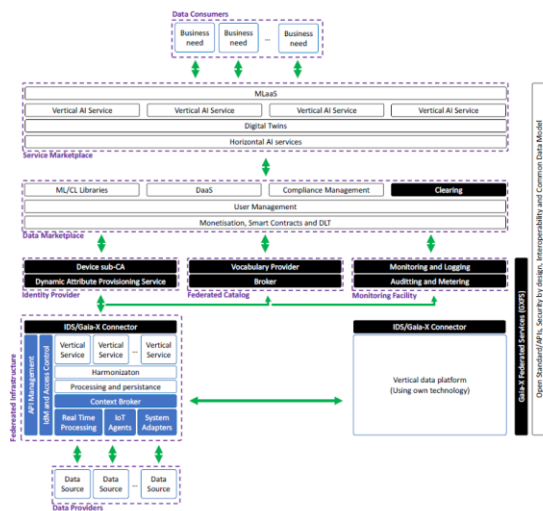 Data Consumers
Business need
Business need
...
Business need
MLaaS
Vertical AI Service
Vertical AI Service
Vertical AI Service
Vertical AI Service
Digital Twins
Horizontal AI services
Service Marketplace
ML/CL Libraries
DaaS
Compliance Management
Clearing
User Management
Monetisation, Smart Contracts and DLT
Data Marketplace
Device sub-CA
Dynamic Attribute Provisioning Service
Identity Provider
Vocabulary Provider
Broker
Federated Catalog
Monitoring and Logging
Auditting and Metering
Monitoring Facility
Federeated Infrastructure
IDS/Gaia-X Connector
API Management
IdM and Access Control
Vertical Service
Vertical Service
...
Vertical Service
Harmonizaton
Processing and persistance
Context Broker
Real Time Processing
IoT Agents
System Adapters
IDS/Gaia-X Connector
Vertical data platform
(Using own technology)
Data Source
Data Source
...
Data Source
Data Providers
Gaia-X Federated Services (GXFS)
Open Standard/APIs, Security by design, Interoperability and Common Data Model